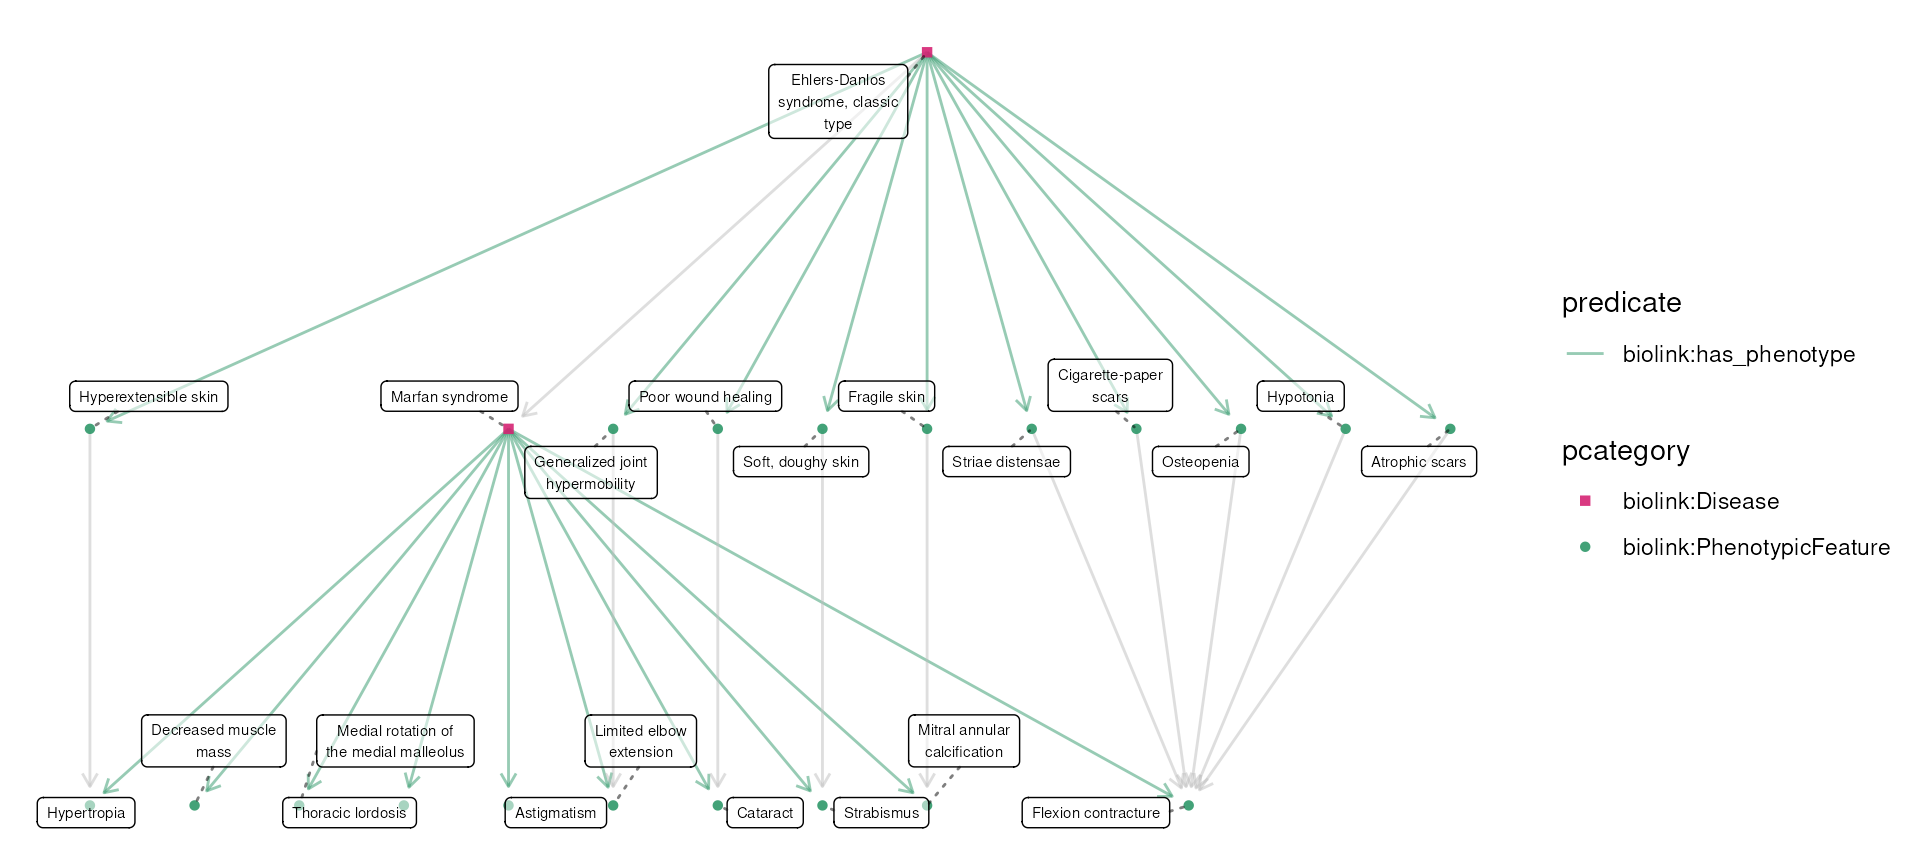 Ehlers-Danlos
syndrome, classic
type
Hyperextensible skin
Marfan syndrome
Poor wound healing
Fragile skin
Cigarette-paper
scars
Hypotonia
Generalized joint
hypermobility
Soft, doughy skin
Striae distensae
Osteopenia
Atrophic scars
Decreased muscle
mass
Medial rotation of
the medial malleolus
Limited elbow
extension
Mitral annular
calcification
Hypertropia
Thoracic lordosis
Astigmatism
Cataract
Strabismus
Flexion contracture
predicate
biolink:has_phenotype
pcategory
biolink:Disease
biolink:PhenotypicFeature